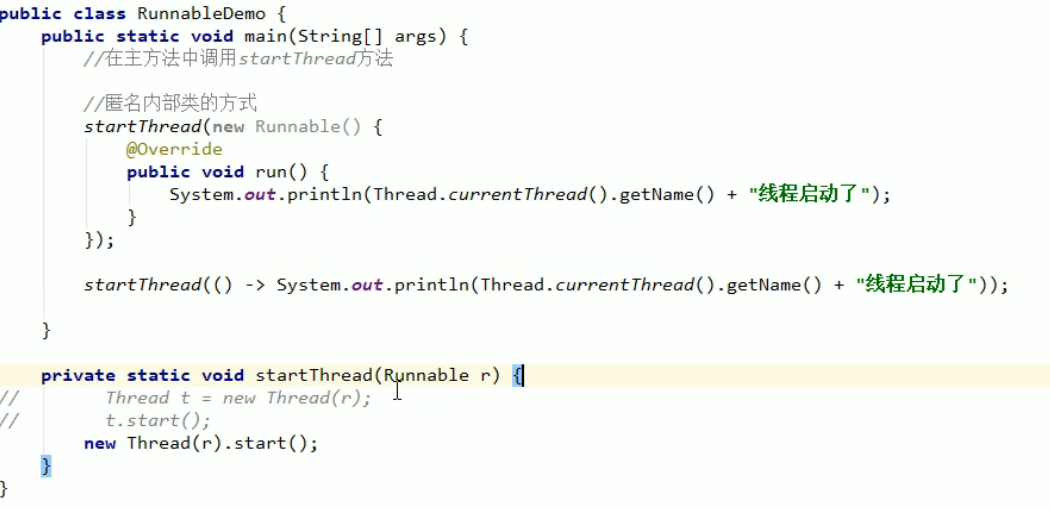 public class RunnableDemo {
    public static void main(String[] args) {
        //在主方法中调用startThread方法

        //匿名内部类的方式
        startThread(new Runnable() {
            @Override
            public void run() {
                System.out.println(Thread.currentThread().getName() + "线程启动了");
            }
        });

        startThread(() -> System.out.println(Thread.currentThread().getName() + "线程启动了"));

    }

    private static void startThread(Runnable r) {
//        Thread t = new Thread(r);
//        t.start();
        new Thread(r).start();
    }
}